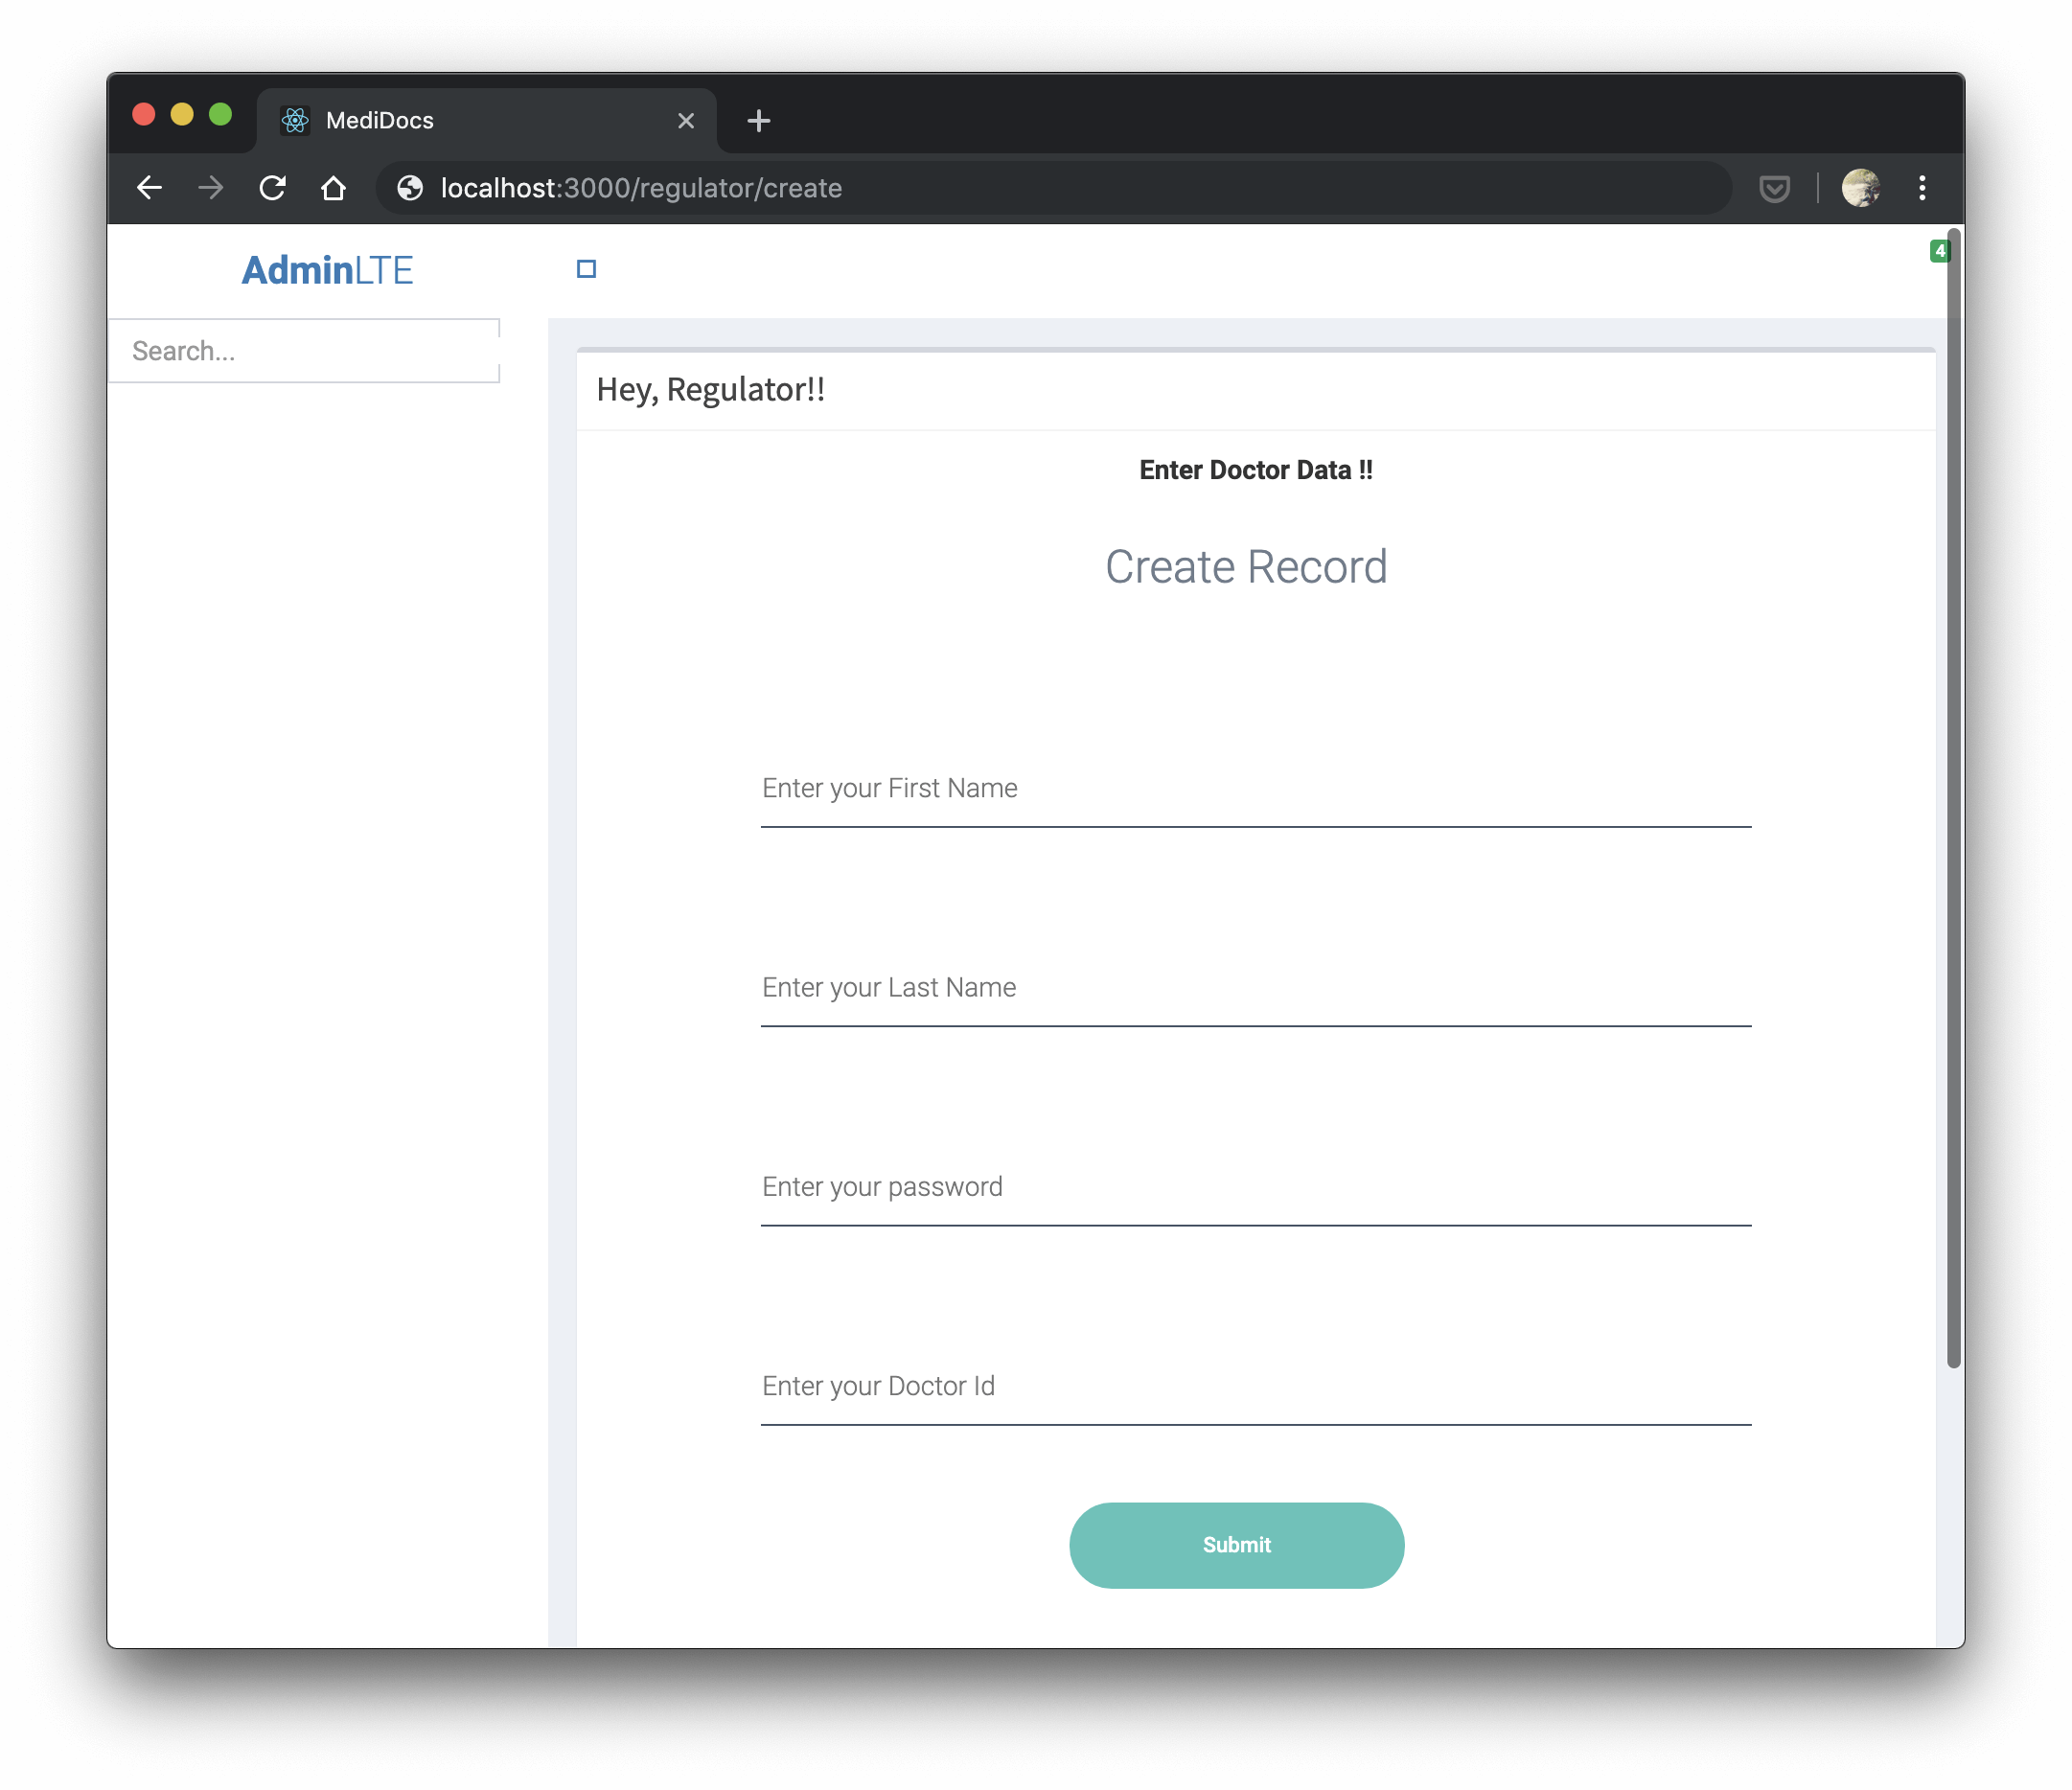 MediDocs
localhost:3000/regulator/create
AdminLTE
4
Search...
Hey, Regulator!!
Enter Doctor Data !!
Create Record
Enter your First Name
Enter your Last Name
Enter your password
Enter your Doctor Id
Submit